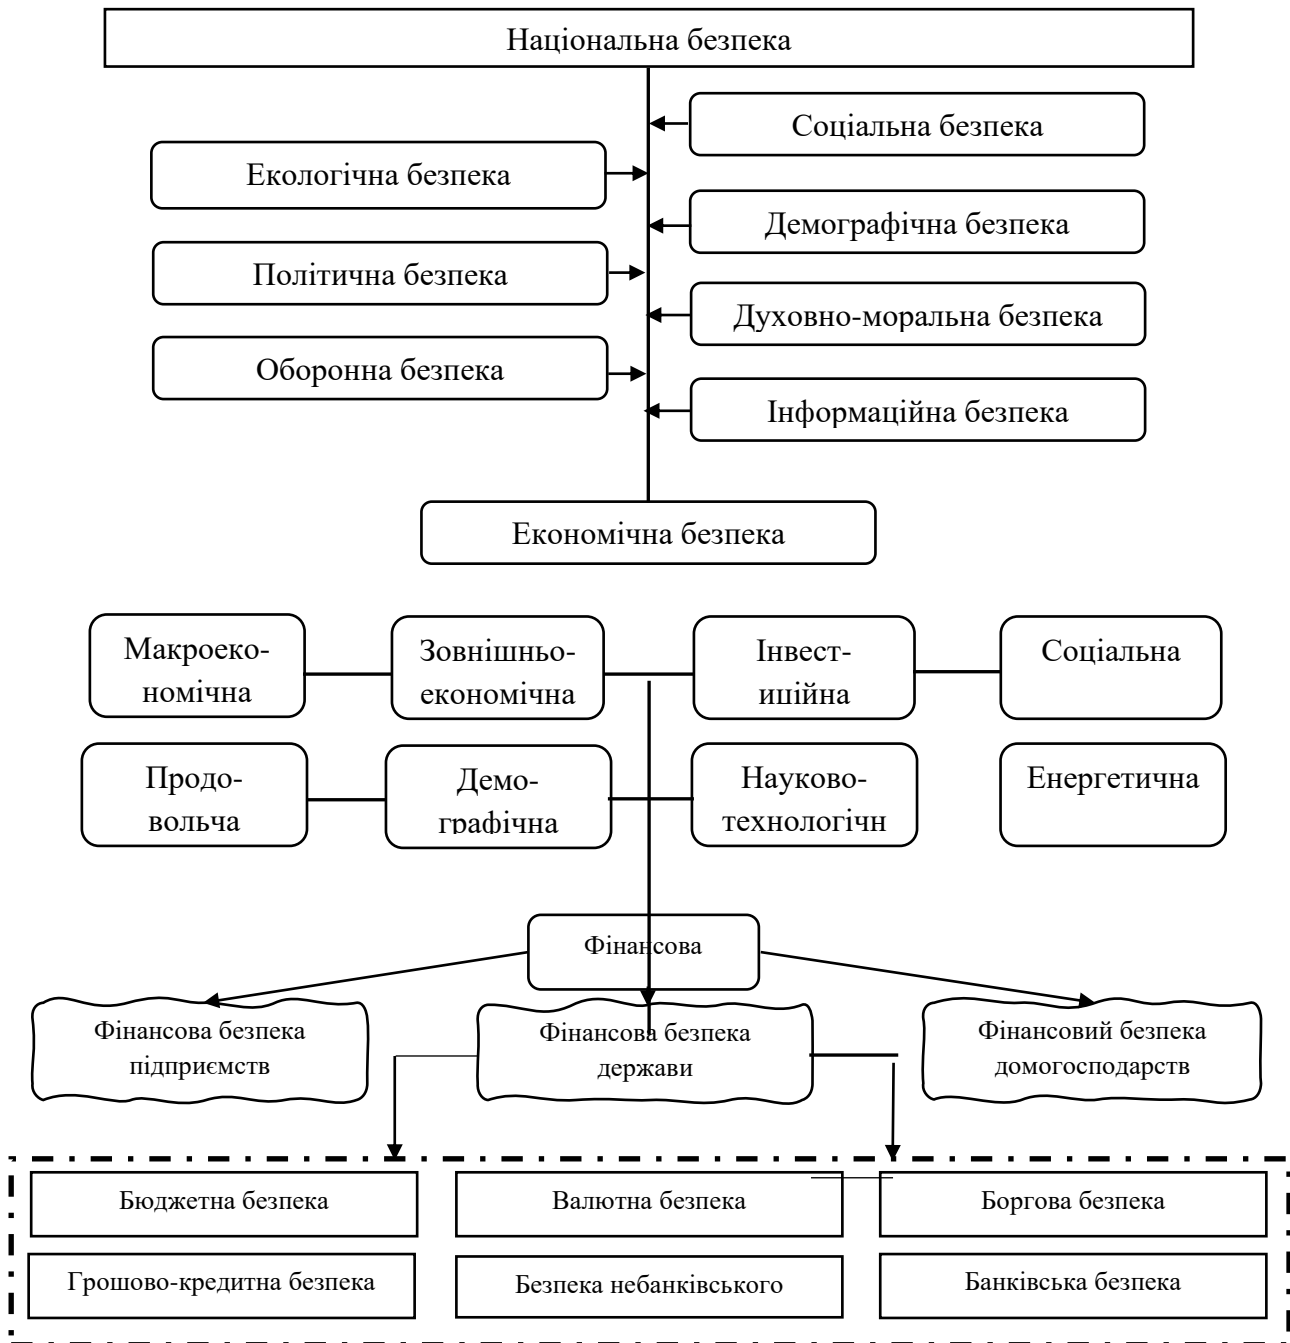 Національна безпека
Соціальна безпека
Екологічна безпека
Демографічна безпека
Політична безпека
Духовно-моральна безпека
Оборонна безпека
Інформаційна безпека
Економічна безпека
Макроеко-
номічна
Зовнішньо-
економічна
Інвест-
иційна
Соціальна
Продо-
вольча
Демо-
графічна
Науково-
технологічн
Енергетична
Фінансова
Фінансова безпека
підприємств
Фінансова безпека
держави
Фінансовий безпека
домогосподарств
Бюджетна безпека
Валютна безпека
Боргова безпека
Грошово-кредитна безпека
Безпека небанківського
Банківська безпека